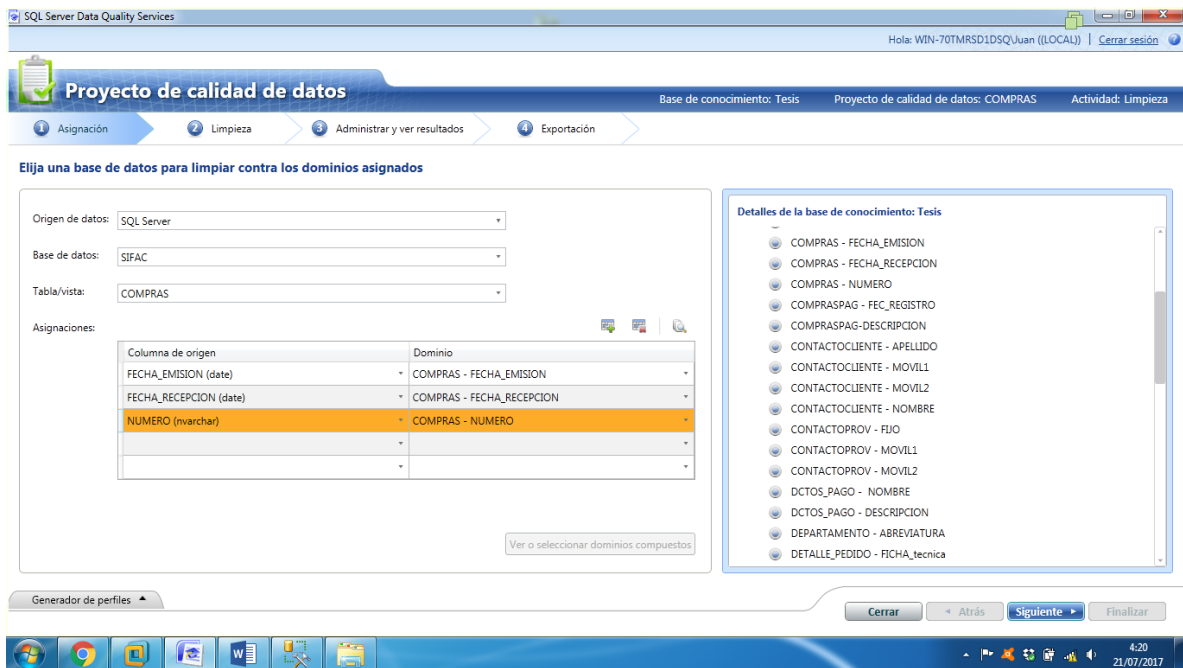 SQL Server Data Quality Services
Hola: WIN-70TMRSD1DSQ\Juan ((LOCAL)) | Cerrar sesión
Proyecto de calidad de datos
Base de conocimiento: Tesis Proyecto de calidad de datos: COMPRAS Actividad: Limpieza
1 Asignación 2 Limpieza 3 Administrar y ver resultados 4 Exportación
Elija una base de datos para limpiar contra los dominios asignados
Origen de datos: SQL Server
Base de datos: SIFAC
Tabla/vista: COMPRAS
Asignaciones:
Columna de origen Dominio
FECHA_EMISION (date) COMPRAS - FECHA_EMISION
FECHA_RECEPCION (date) COMPRAS - FECHA_RECEPCION
NUMERO (nvarchar) COMPRAS - NUMERO
Ver o seleccionar dominios compuestos
Detalles de la base de conocimiento: Tesis
COMPRAS - FECHA_EMISION
COMPRAS - FECHA_RECEPCION
COMPRAS - NUMERO
COMPRASPAG - FEC_REGISTRO
COMPRASPAG-DESCRIPCION
CONTACTOCLIENTE - APELLIDO
CONTACTOCLIENTE - MOVIL1
CONTACTOCLIENTE - MOVIL2
CONTACTOCLIENTE - NOMBRE
CONTACTOPROV - FIJO
CONTACTOPROV - MOVIL1
CONTACTOPROV - MOVIL2
DCTOS_PAGO -  NOMBRE
DCTOS_PAGO - DESCRIPCION
DEPARTAMENTO - ABREVIATURA
DETALLE_PEDIDO - FICHA_tecnica
Generador de perfiles
Cerrar Atrás Siguiente Finalizar
4:20
21/07/2017